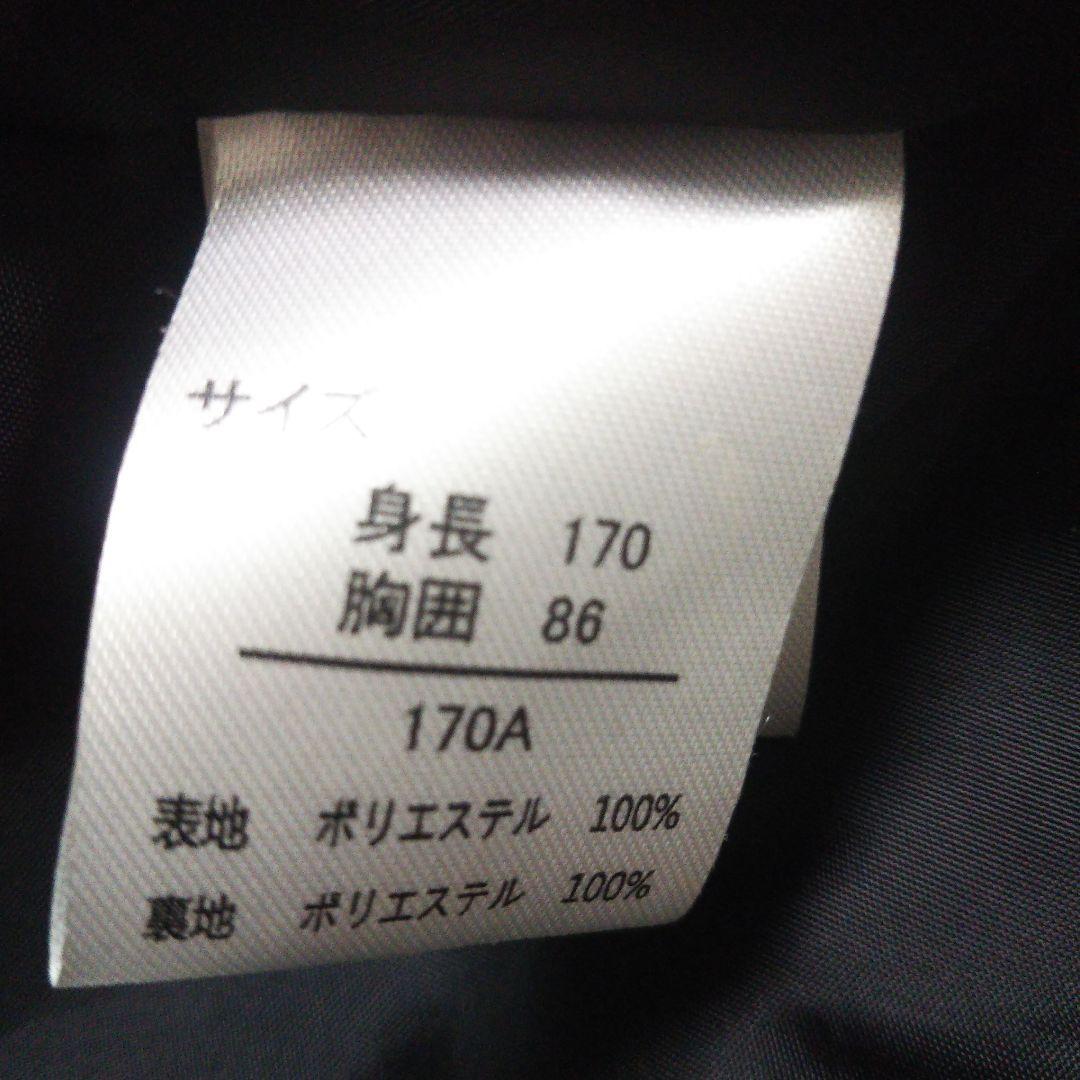 サイズ
身長 170
胸囲 86
170A
表地 ポリエステル 100%
裏地 ポリエステル 100%